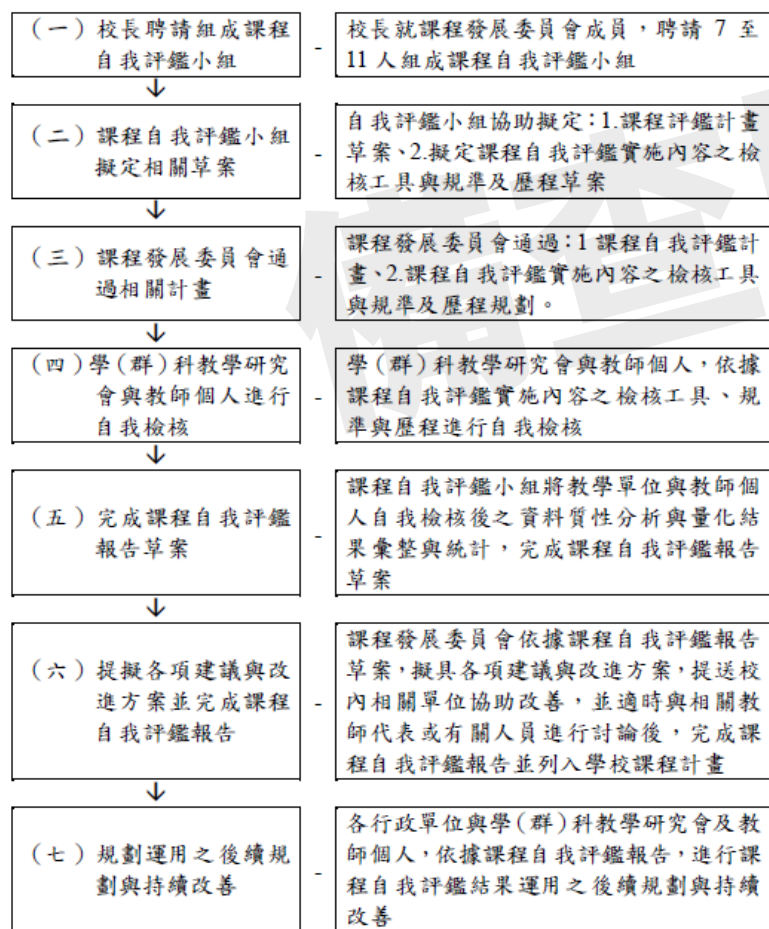 （一）校長聘請組成課程
自我評鑑小組
-
校長就課程發展委員會成員，聘請 7 至
11 人組成課程自我評鑑小組
↓
（二）課程自我評鑑小組
擬定相關草案
-
自我評鑑小組協助擬定：1.課程評鑑計畫
草案、2.擬定課程自我評鑑實施內容之檢
核工具與規準及歷程草案
↓
（三）課程發展委員會通
過相關計畫
-
課程發展委員會通過：1 課程自我評鑑計
畫、2.課程自我評鑑實施內容之檢核工具
與規準及歷程規劃。
↓
（四）學（群）科教學研究
會與教師個人進行
自我檢核
-
學（群）科教學研究會與教師個人，依據
課程自我評鑑實施內容之檢核工具、規
準與歷程進行自我檢核
↓
（五）完成課程自我評鑑
報告草案
-
課程自我評鑑小組將教學單位與教師個
人自我檢核後之資料質性分析與量化結
果彙整與統計，完成課程自我評鑑報告
草案
↓
（六）提擬各項建議與改
進方案並完成課程
自我評鑑報告
-
課程發展委員會依據課程自我評鑑報告
草案，擬具各項建議與改進方案，提送校
內相關單位協助改善，並適時與相關教
師代表或有關人員進行討論後，完成課
程自我評鑑報告並列入學校課程計畫
↓
（七）規劃運用之後續規
劃與持續改善
-
各行政單位與學（群）科教學研究會及教
師個人，依據課程自我評鑑報告，進行課
程自我評鑑結果運用之後續規劃與持續
改善
備查